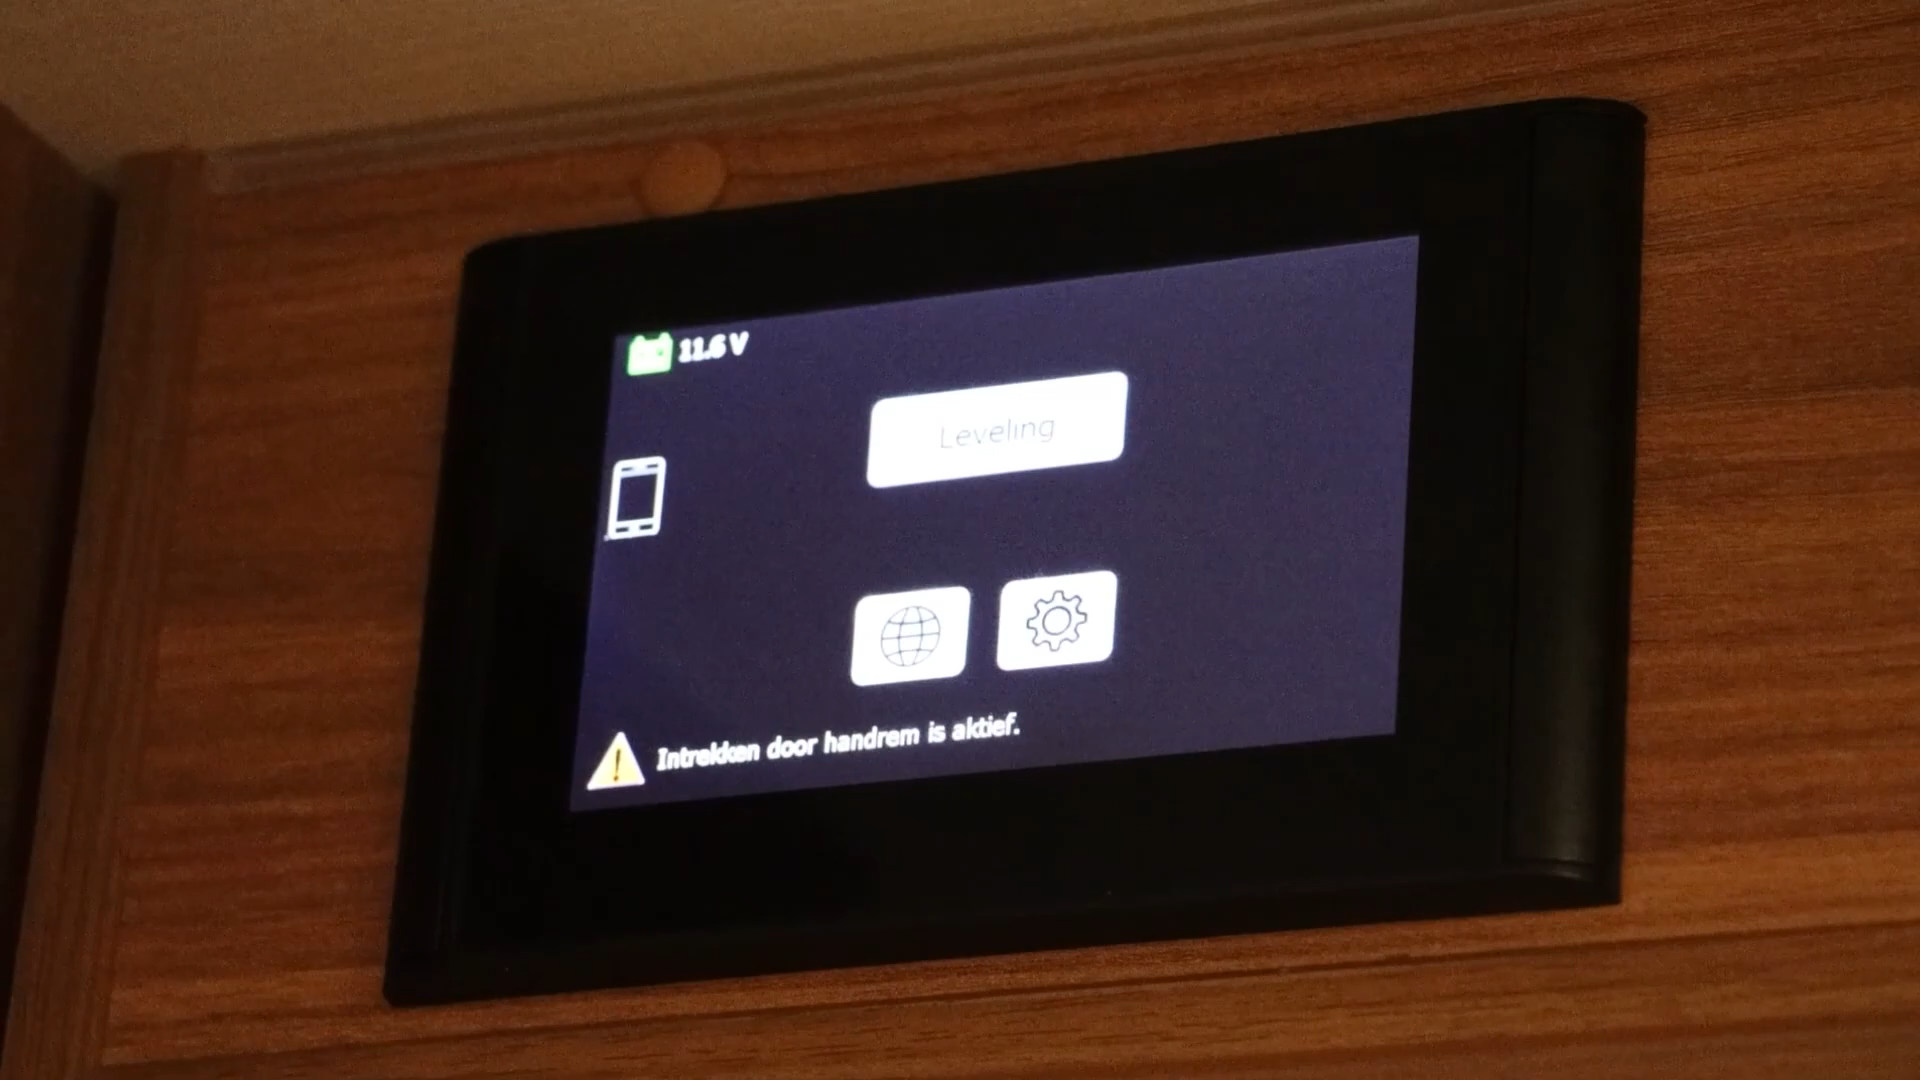 11.6 V
Leveling
Intrekken door handrem is aktief.